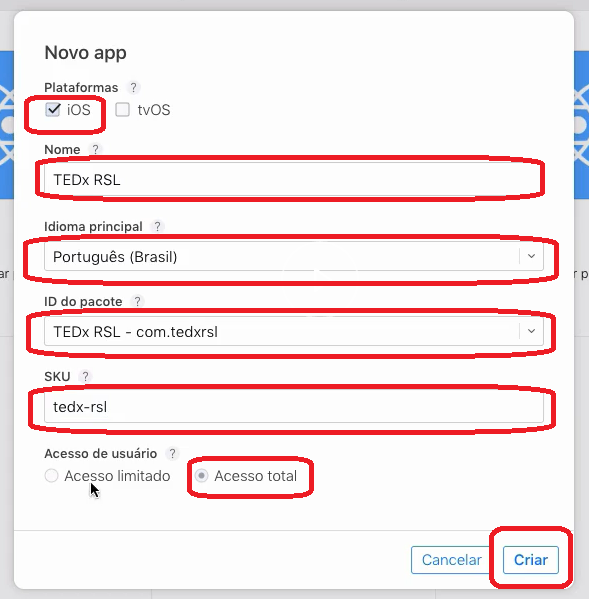 Novo app
Plataformas ?
iOS tvOS
Nome ?
TEDx RSL
Idioma principal ?
Português (Brasil)
ar
r p
ID do pacote ?
TEDx RSL - com.tedxrsl
SKU ?
tedx-rsl
Acesso de usuário ?
Acesso limitado Acesso total
Cancelar Criar